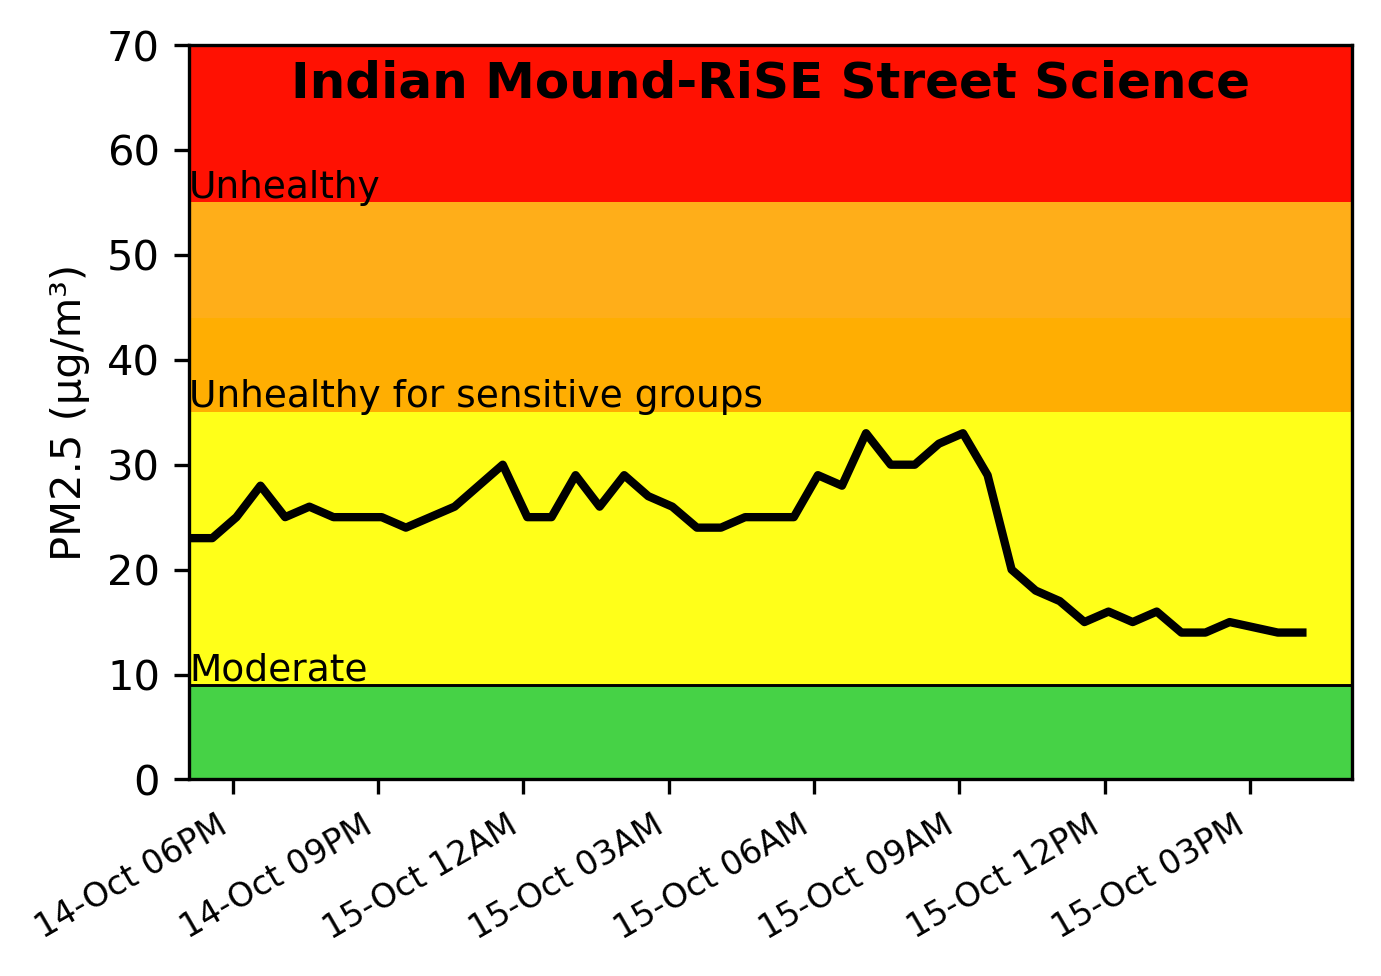 Indian Mound-RiSE Street Science
PM2.5 (µg/m³)
70
60
50
40
30
20
10
0
Unhealthy
Unhealthy for sensitive groups
Moderate
14-Oct 06PM
14-Oct 09PM
15-Oct 12AM
15-Oct 03AM
15-Oct 06AM
15-Oct 09AM
15-Oct 12PM
15-Oct 03PM